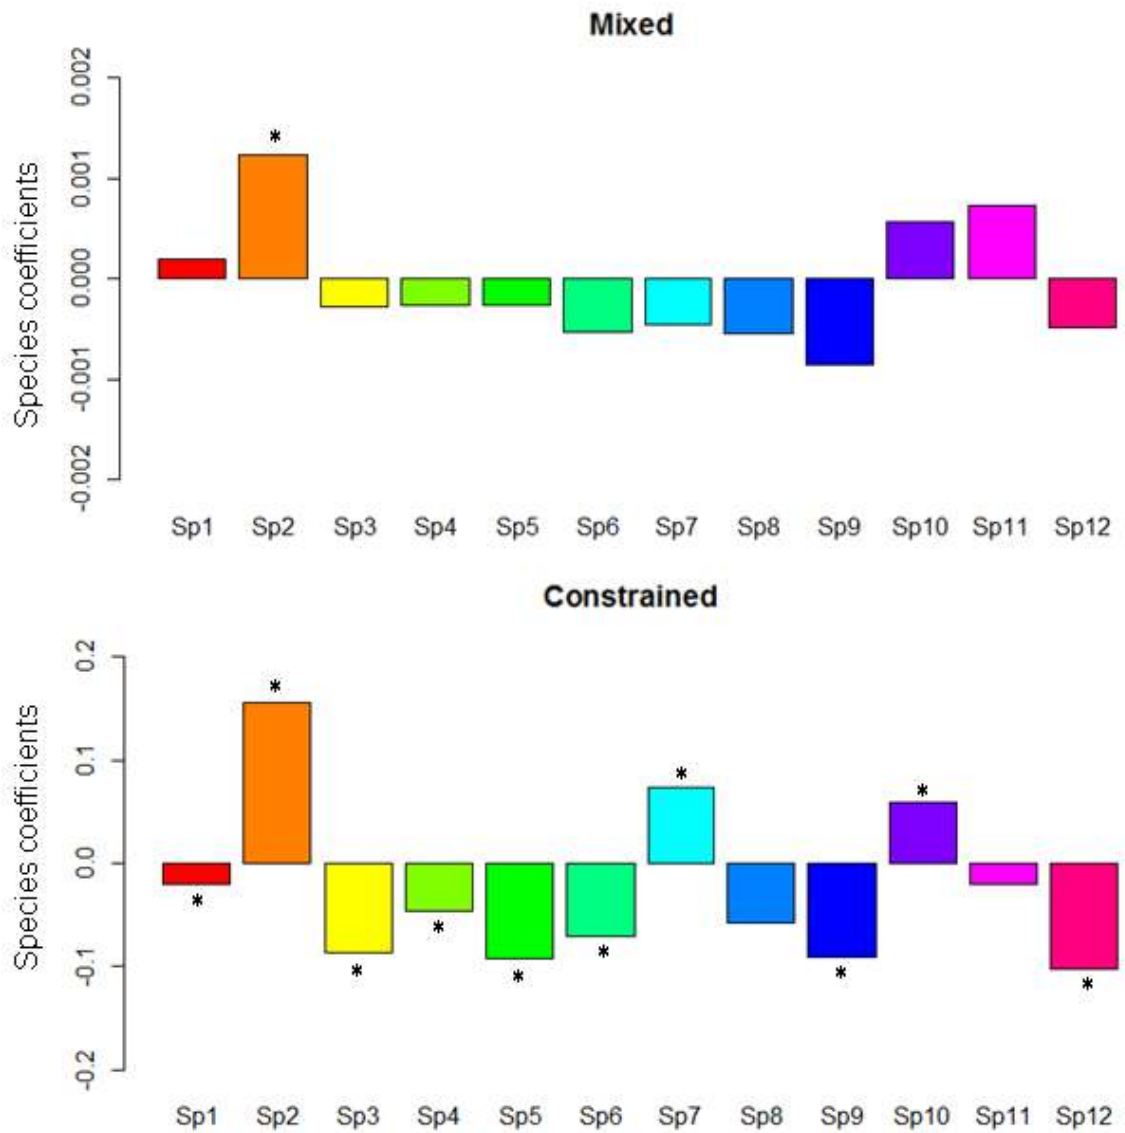 Mixed
Species coefficients
0.002
0.001
0.000
-0.001
-0.002
*
Sp1 Sp2 Sp3 Sp4 Sp5 Sp6 Sp7 Sp8 Sp9 Sp10 Sp11 Sp12
Constrained
Species coefficients
0.2
0.1
0.0
-0.1
-0.2
* * * * * * * * * *
Sp1 Sp2 Sp3 Sp4 Sp5 Sp6 Sp7 Sp8 Sp9 Sp10 Sp11 Sp12